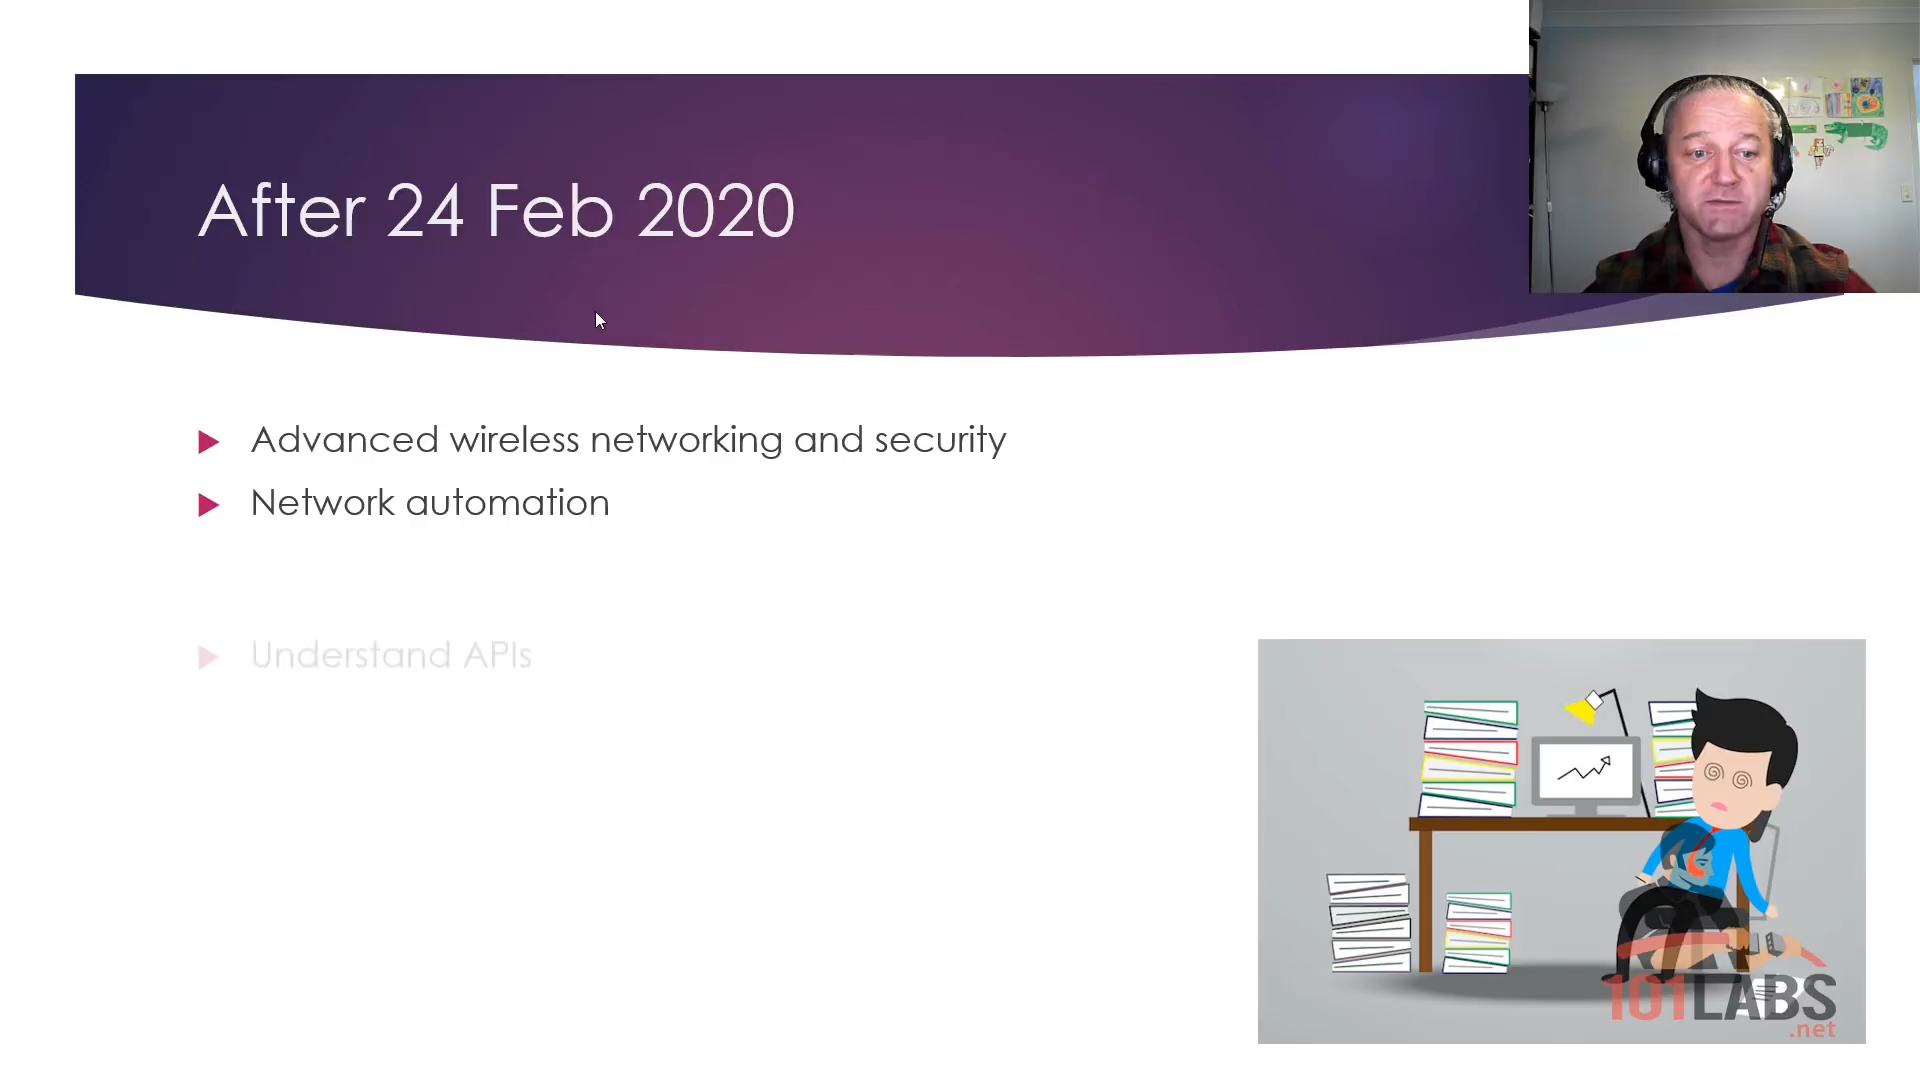 After 24 Feb 2020
Advanced wireless networking and security
Network automation
Understand APIs
101LABS
.net